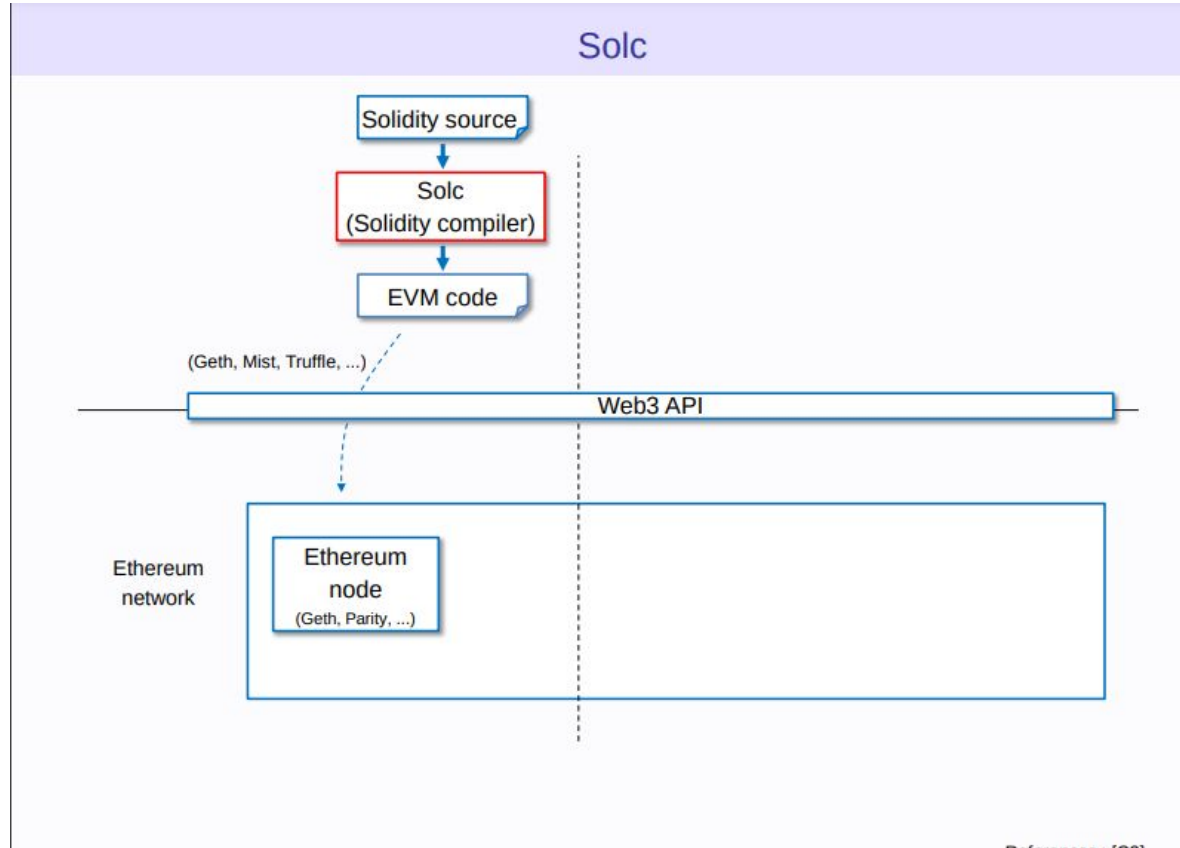 Solc
Solidity source
Solc
(Solidity compiler)
EVM code
(Geth, Mist, Truffle, ...)
Web3 API
Ethereum
network
Ethereum
node
(Geth, Parity, ...)